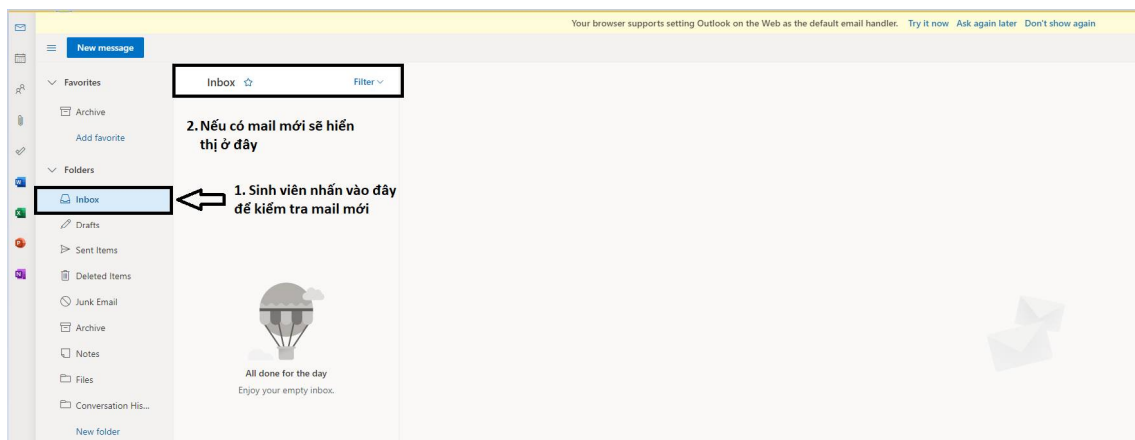 Your browser supports setting Outlook on the Web as the default email handler. Try it now Ask again later Don't show again
New message
Favorites
Archive
Add favorite
Folders
Inbox
Drafts
Sent Items
Deleted Items
Junk Email
Archive
Notes
Files
Conversation His...
New folder
Inbox Filter
2. Nếu có mail mới sẽ hiển
thị ở đây
1. Sinh viên nhấn vào đây
để kiểm tra mail mới
All done for the day
Enjoy your empty inbox.